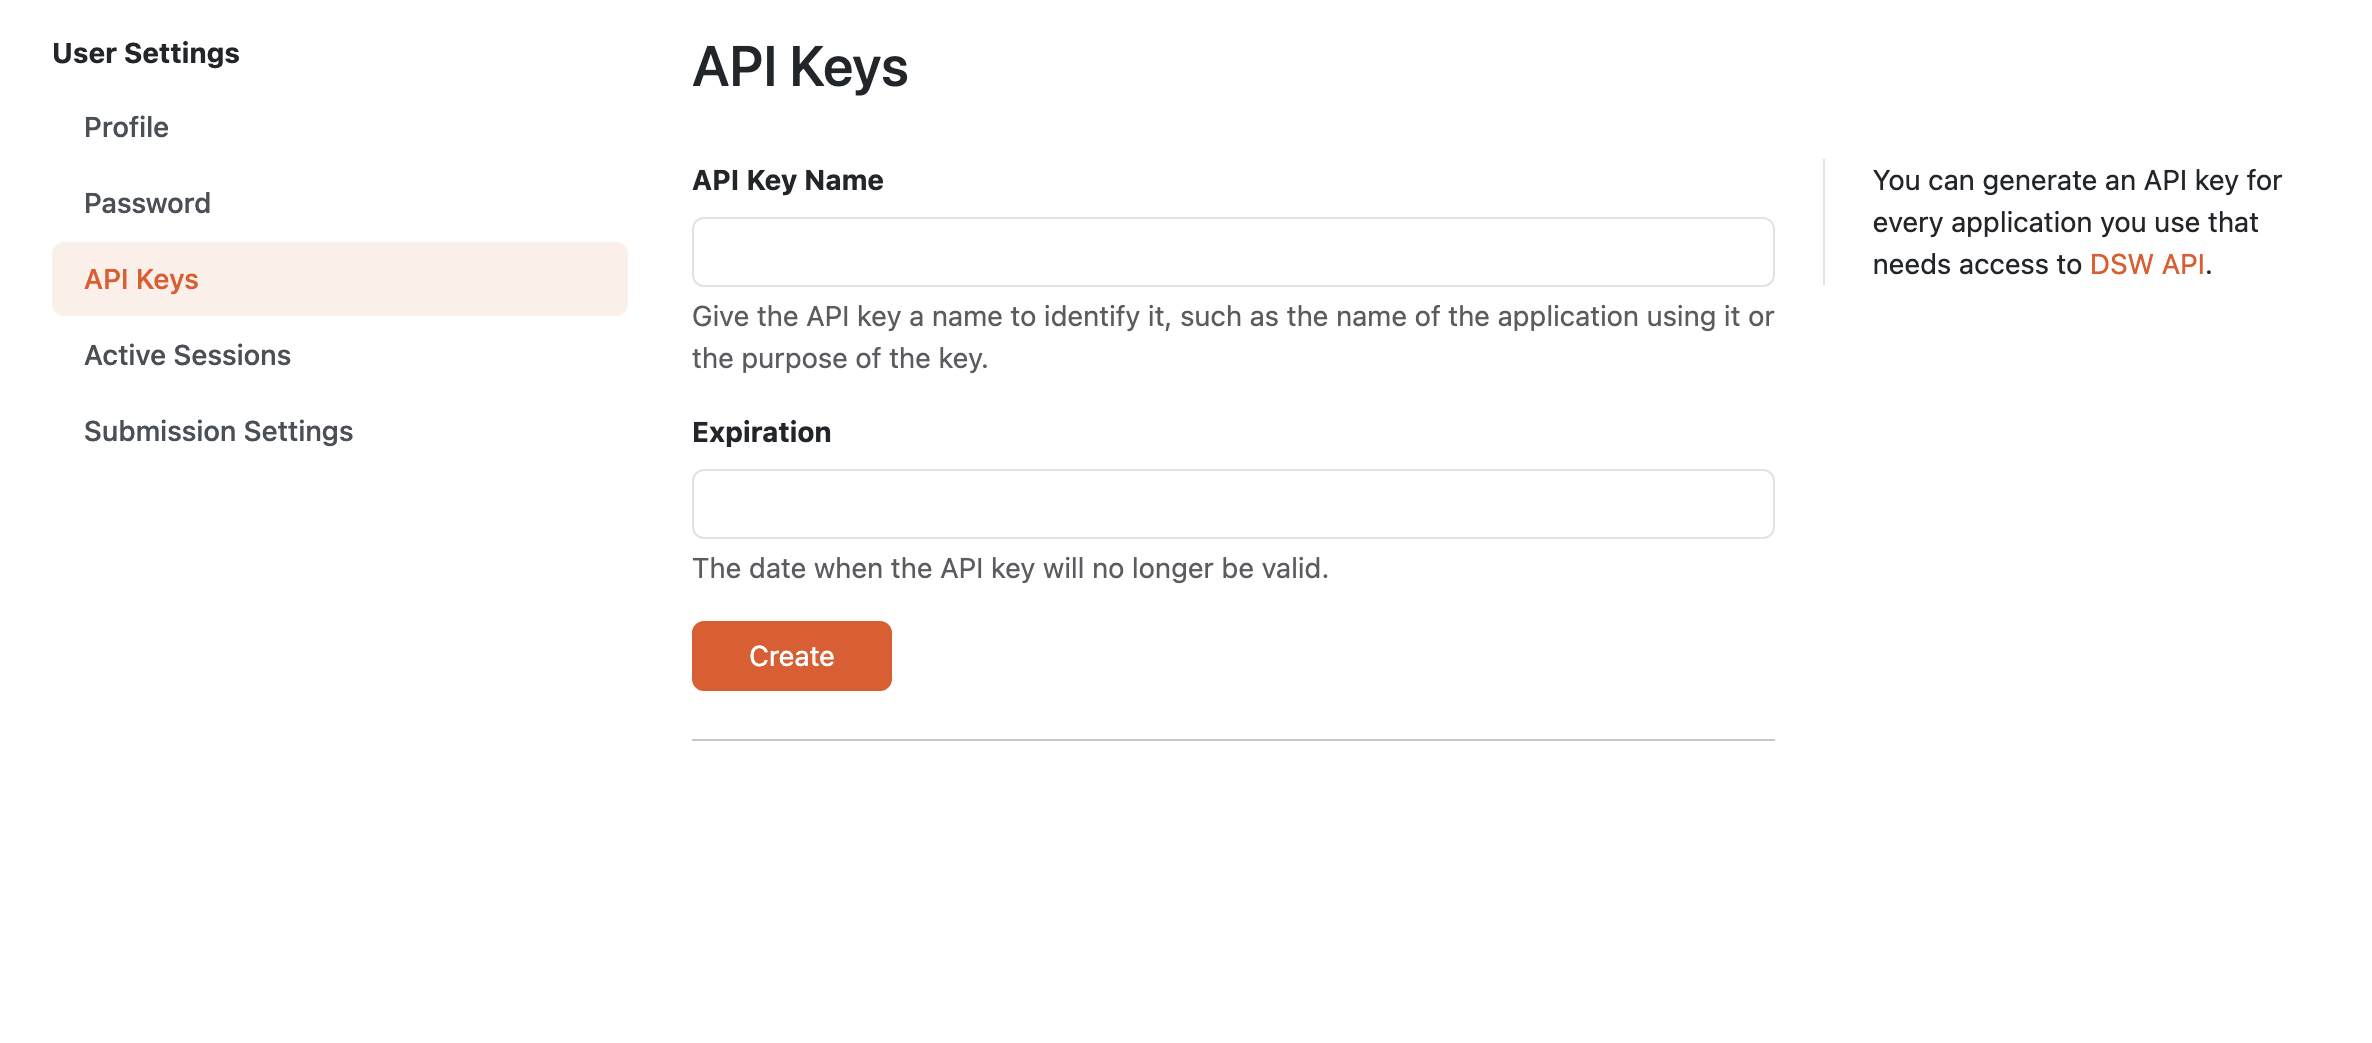 User Settings
Profile
Password
API Keys
Active Sessions
Submission Settings
API Keys
API Key Name
Give the API key a name to identify it, such as the name of the application using it or
the purpose of the key.
Expiration
The date when the API key will no longer be valid.
Create
You can generate an API key for
every application you use that
needs access to DSW API.